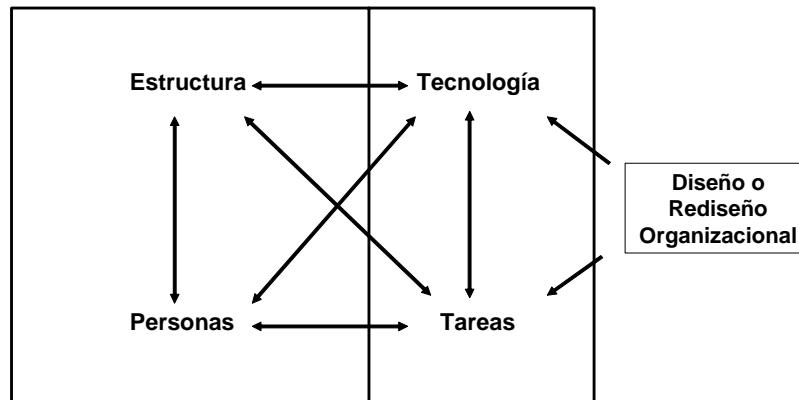 Estructura
Tecnología
Diseño o
Rediseño
Organizacional
Personas
Tareas